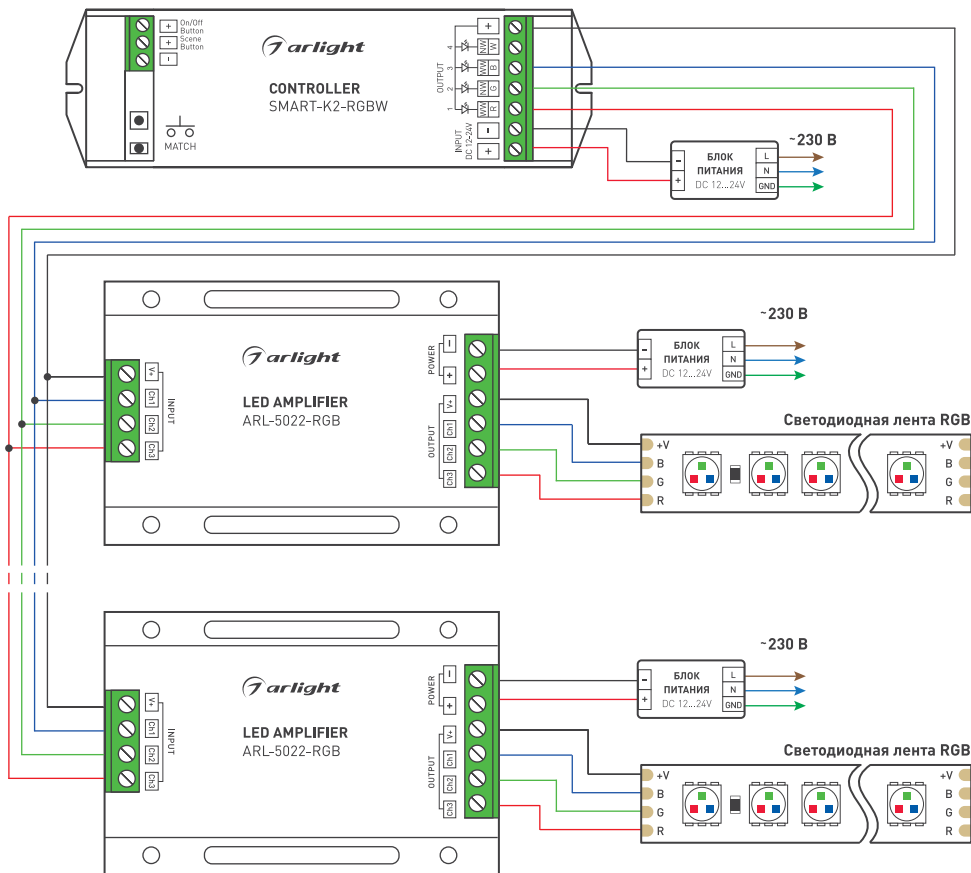 On/Off
Button
Scene
Button
+
+
-
arlight
CONTROLLER
SMART-K2-RGBW
MATCH
OUTPUT
4
3
2
1
+
NW W
WW B
NW G
WW R
INPUT
DC 12-24V
-
+
-
+
БЛОК
ПИТАНИЯ
DC 12...24V
L
N
GND
~230 В
arlight
LED AMPLIFIER
ARL-5022-RGB
V+
Ch1
Ch2
Ch3
INPUT
POWER
-
+
OUTPUT
V+
Ch1
Ch2
Ch3
-
+
БЛОК
ПИТАНИЯ
DC 12...24V
L
N
GND
~230 В
Светодиодная лента RGB
+V
B
G
R
+V
B
G
R
arlight
LED AMPLIFIER
ARL-5022-RGB
V+
Ch1
Ch2
Ch3
INPUT
POWER
-
+
OUTPUT
V+
Ch1
Ch2
Ch3
-
+
БЛОК
ПИТАНИЯ
DC 12...24V
L
N
GND
~230 В
Светодиодная лента RGB
+V
B
G
R
+V
B
G
R